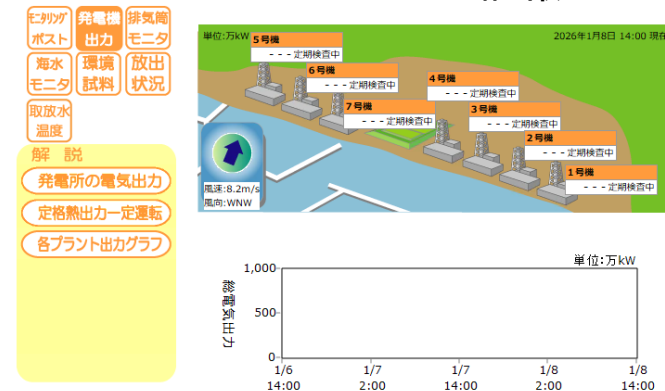 モニタリング
ポスト
発電機
出力
排気筒
モニタ
海水
モニタ
環境
試料
放出
状況
取放水
温度
解 説
発電所の電気出力
定格熱出力一定運転
各プラント出力グラフ
単位:万kW
2026年1月8日 14:00 現在
5号機
- - - 定期検査中
6号機
- - - 定期検査中
7号機
- - - 定期検査中
4号機
- - - 定期検査中
3号機
- - - 定期検査中
2号機
- - - 定期検査中
1号機
- - - 定期検査中
風速:8.2m/s
風向:WNW
単位:万kW
総電気出力
1,000
500
0
1/6 1/7 1/7 1/8 1/8
14:00 2:00 14:00 2:00 14:00